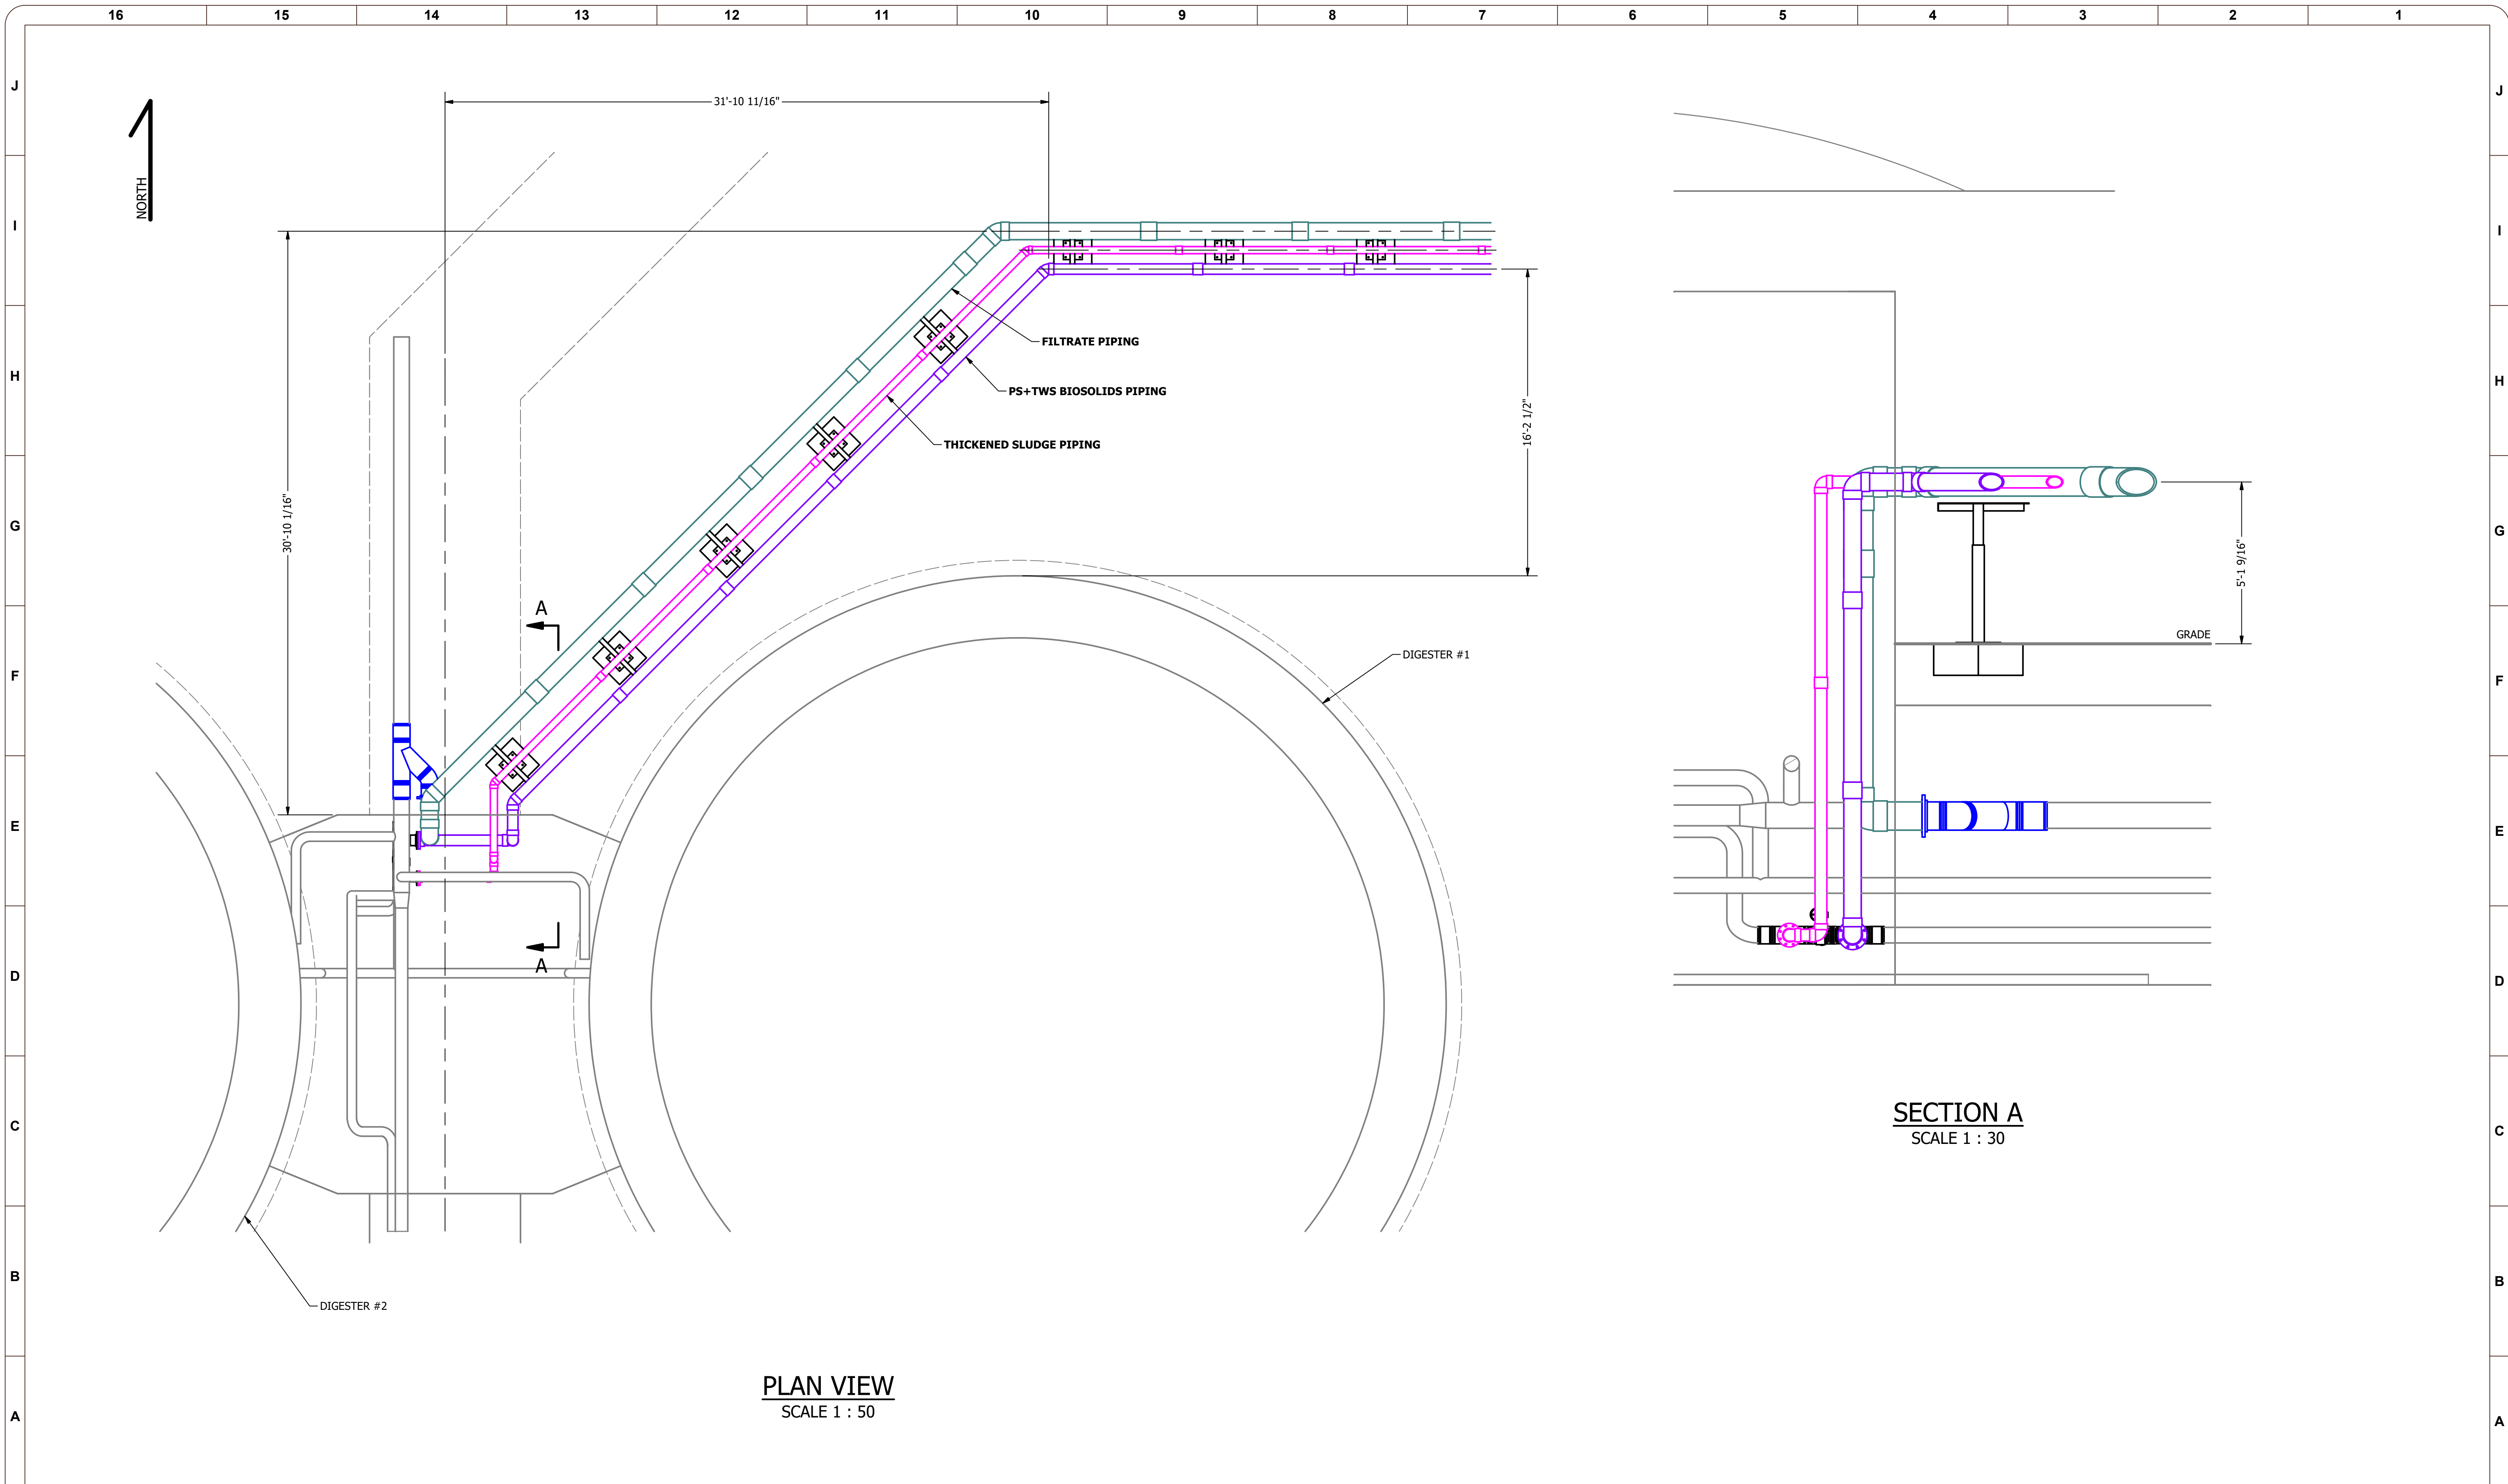 16 15 14 13 12 11 10 9 8 7 6 5 4 3 2 1
J J
31'-10 11/16"
NORTH
I I
FILTRATE PIPING
H H
PS+TWS BIOSOLIDS PIPING
16'-2 1/2"
THICKENED SLUDGE PIPING
30'-10 1/16"
G G
5'-1 9/16"
A
GRADE
DIGESTER #1
F F
E E
A
D D
SECTION A
SCALE 1 : 30
C C
B B
DIGESTER #2
PLAN VIEW
SCALE 1 : 50
A A